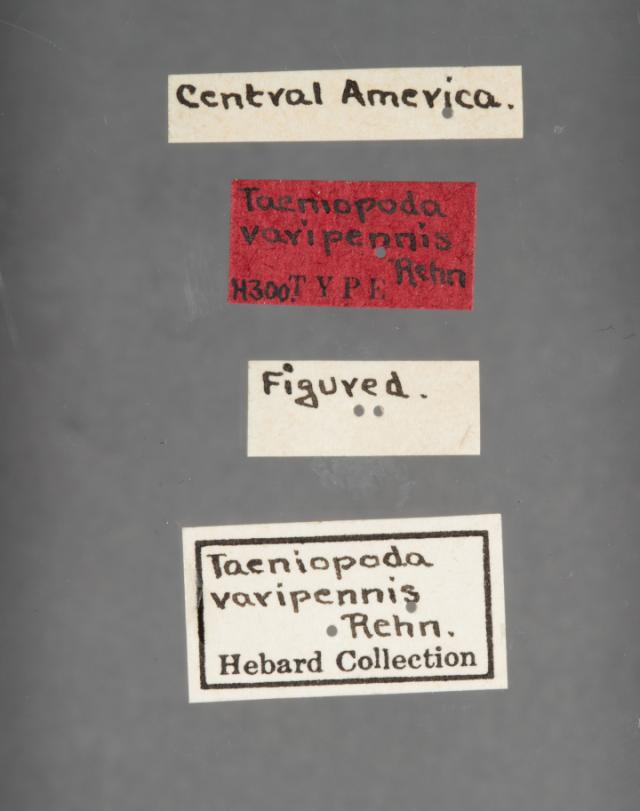 Central America.
Taeniopoda
varipennis
Rehn
H300. TYPE
Figured.
Taeniopoda
varipennis
Rehn.
Hebard Collection